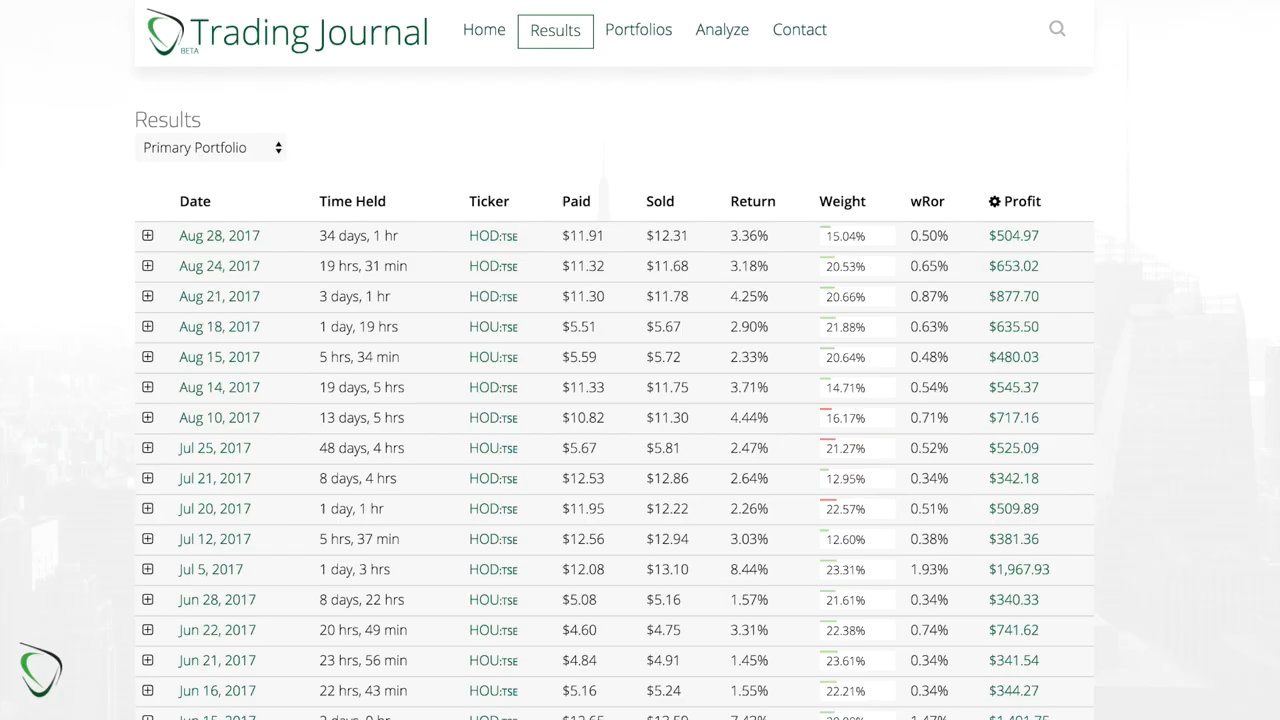 Trading Journal
BETA
Home Results Portfolios Analyze Contact
Results
Primary Portfolio
Date Time Held Ticker Paid Sold Return Weight wRor Profit
Aug 28, 2017 34 days, 1 hr HOD:TSE $11.91 $12.31 3.36% 15.04% 0.50% $504.97
Aug 24, 2017 19 hrs, 31 min HOD:TSE $11.32 $11.68 3.18% 20.53% 0.65% $653.02
Aug 21, 2017 3 days, 1 hr HOD:TSE $11.30 $11.78 4.25% 20.66% 0.87% $877.70
Aug 18, 2017 1 day, 19 hrs HOU:TSE $5.51 $5.67 2.90% 21.88% 0.63% $635.50
Aug 15, 2017 5 hrs, 34 min HOU:TSE $5.59 $5.72 2.33% 20.64% 0.48% $480.03
Aug 14, 2017 19 days, 5 hrs HOD:TSE $11.33 $11.75 3.71% 14.71% 0.54% $545.37
Aug 10, 2017 13 days, 5 hrs HOD:TSE $10.82 $11.30 4.44% 16.17% 0.71% $717.16
Jul 25, 2017 48 days, 4 hrs HOU:TSE $5.67 $5.81 2.47% 21.27% 0.52% $525.09
Jul 21, 2017 8 days, 4 hrs HOD:TSE $12.53 $12.86 2.64% 12.95% 0.34% $342.18
Jul 20, 2017 1 day, 1 hr HOD:TSE $11.95 $12.22 2.26% 22.57% 0.51% $509.89
Jul 12, 2017 5 hrs, 37 min HOD:TSE $12.56 $12.94 3.03% 12.60% 0.38% $381.36
Jul 5, 2017 1 day, 3 hrs HOD:TSE $12.08 $13.10 8.44% 23.31% 1.93% $1,967.93
Jun 28, 2017 8 days, 22 hrs HOU:TSE $5.08 $5.16 1.57% 21.61% 0.34% $340.33
Jun 22, 2017 20 hrs, 49 min HOU:TSE $4.60 $4.75 3.31% 22.38% 0.74% $741.62
Jun 21, 2017 23 hrs, 56 min HOU:TSE $4.84 $4.91 1.45% 23.61% 0.34% $341.54
Jun 16, 2017 22 hrs, 43 min HOU:TSE $5.16 $5.24 1.55% 22.21% 0.34% $344.27